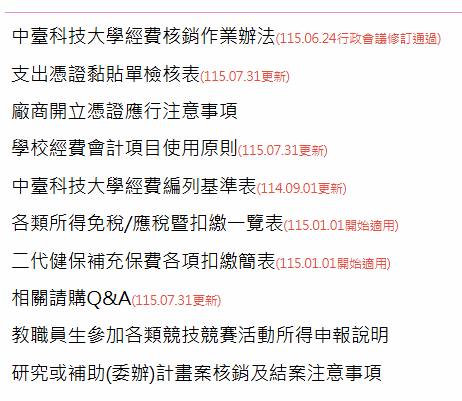 中臺科技大學經費核銷作業辦法(115.06.24行政會議修訂通過)
支出憑證黏貼單檢核表(115.07.31更新)
廠商開立憑證應行注意事項
學校經費會計項目使用原則(115.07.31更新)
中臺科技大學經費編列基準表(114.09.01更新)
各類所得免稅/應稅暨扣繳一覽表(115.01.01開始適用)
二代健保補充保費各項扣繳簡表(115.01.01開始適用)
相關請購Q&A(115.07.31更新)
教職員生參加各類競技競賽活動所得申報說明
研究或補助(委辦)計畫案核銷及結案注意事項